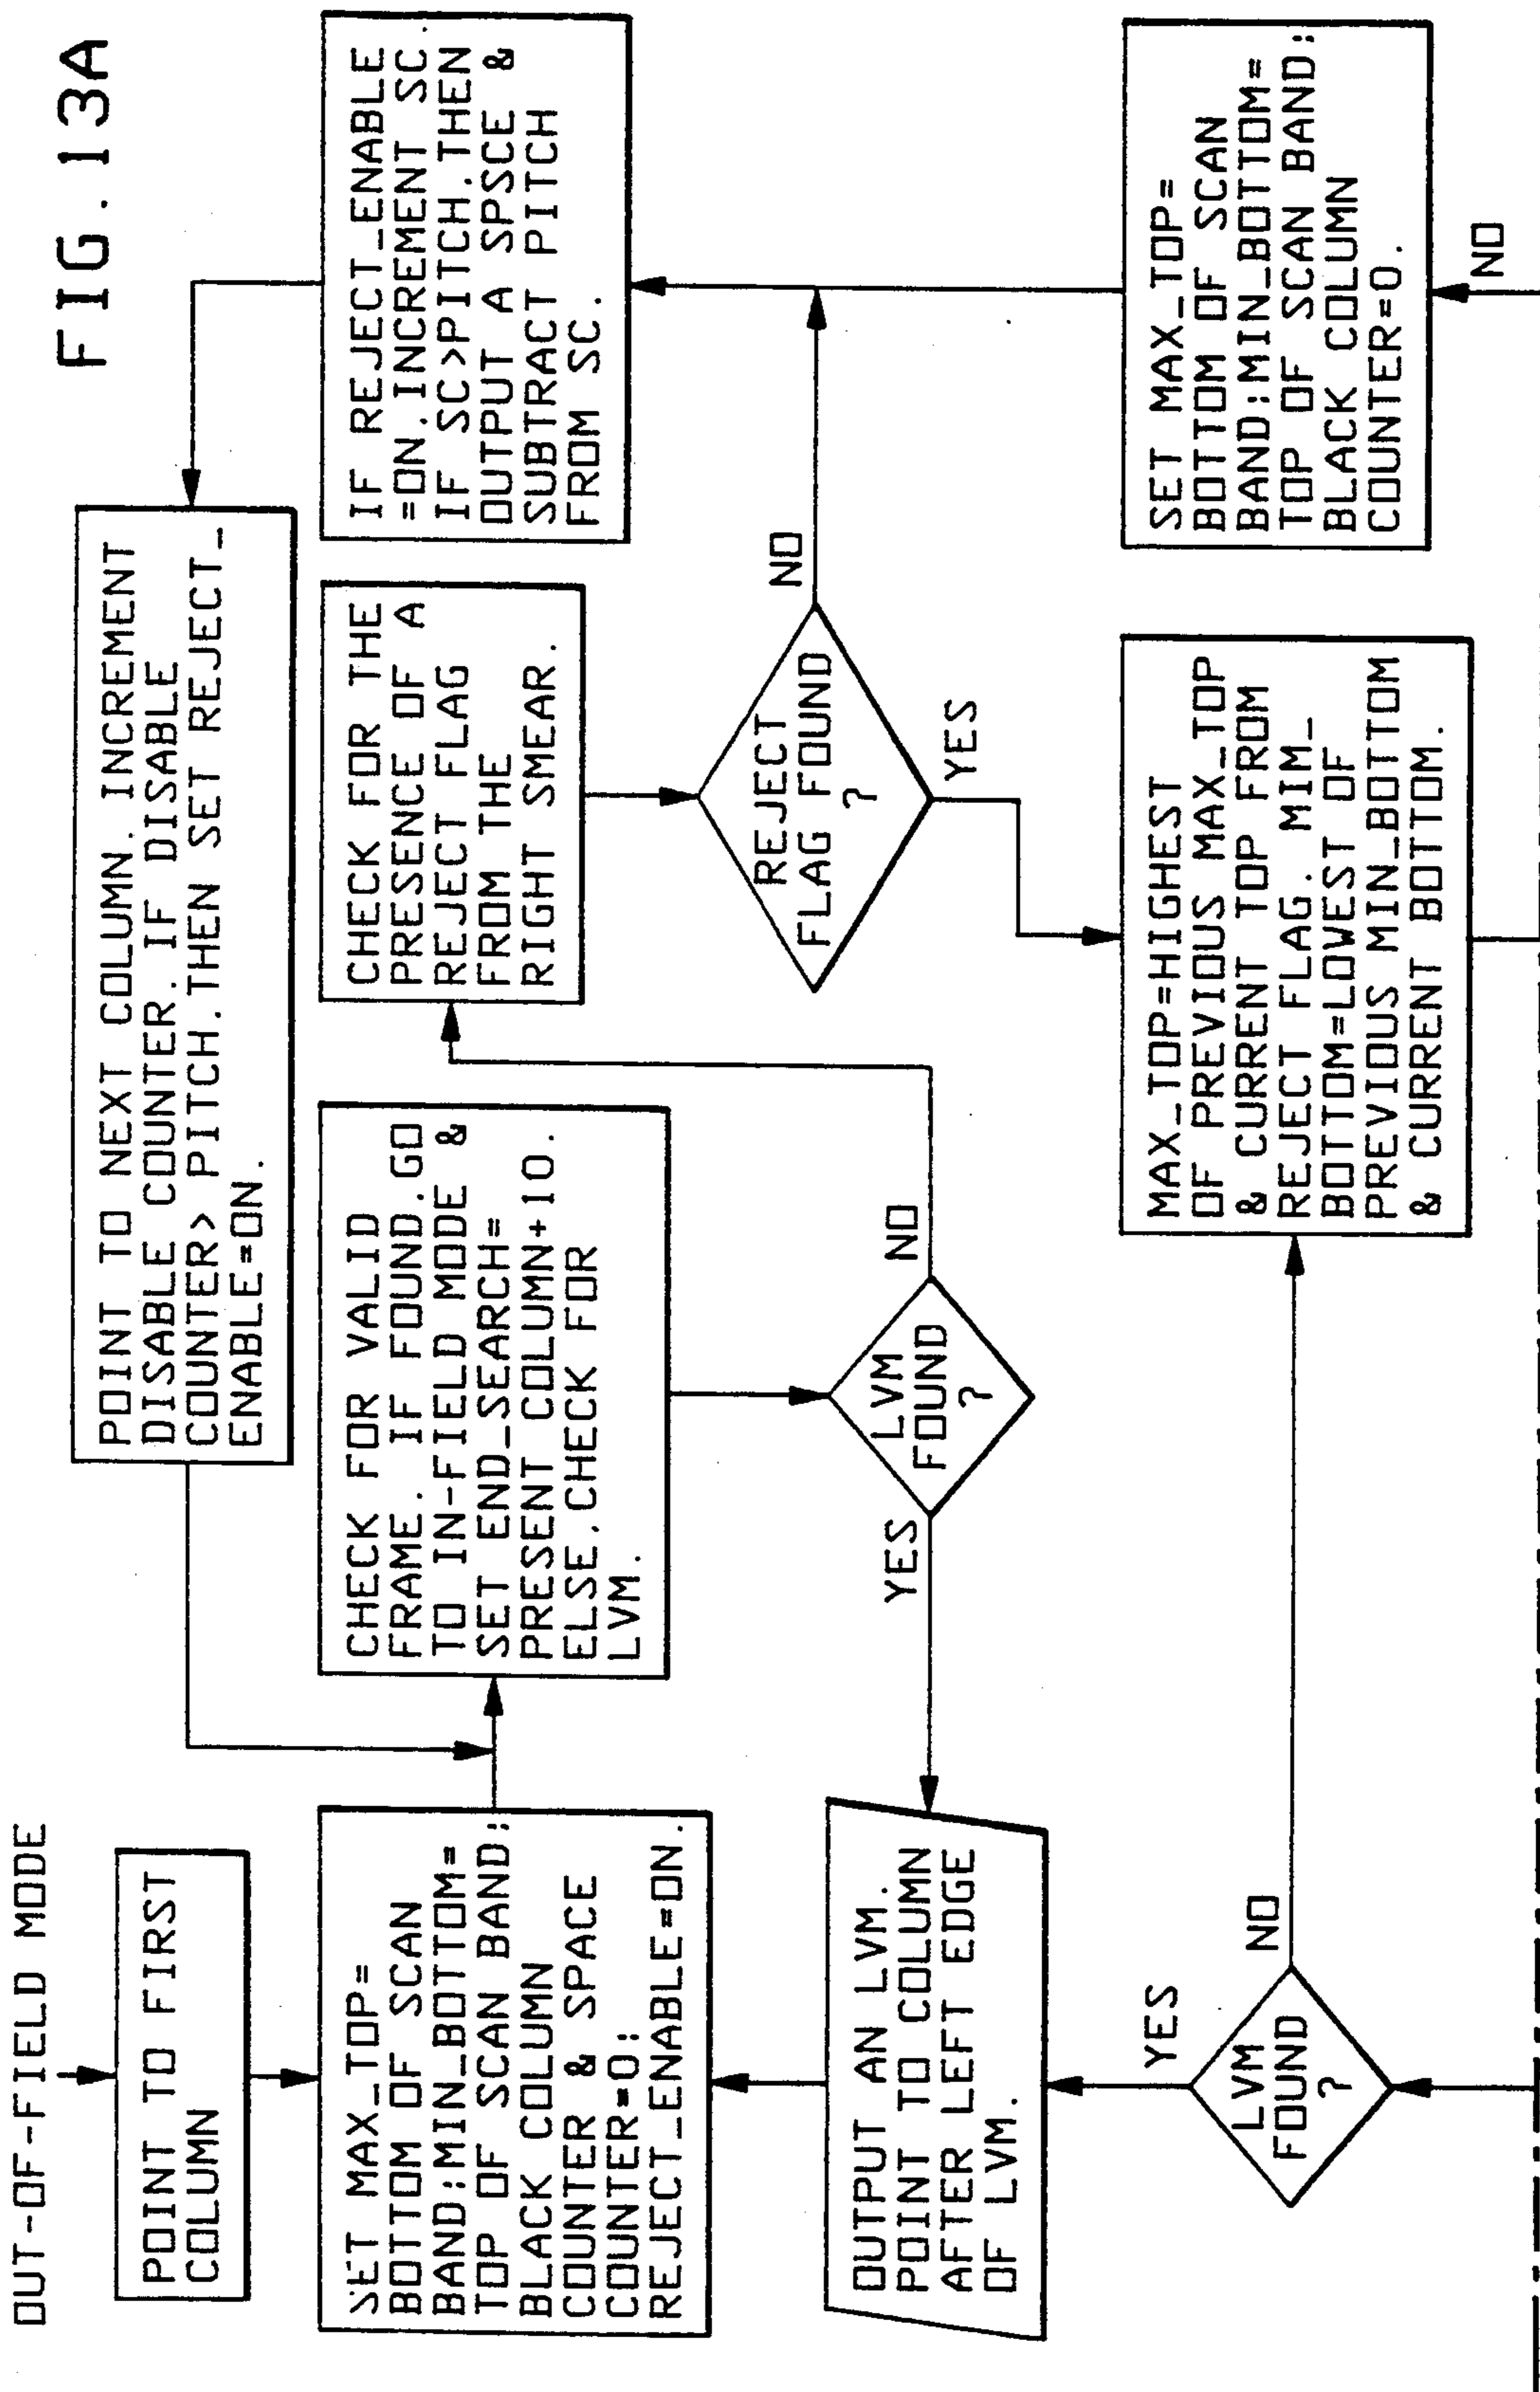 FIG.13A
OUT-OF-FIELD MODE
POINT TO FIRST
COLUMN
SET MAX_TOP=
BOTTOM OF SCAN
BAND;MIN_BOTTOM=
TOP OF SCAN BAND;
BLACK COLUMN
COUNTER & SPACE
COUNTER=0;
REJECT_ENABLE=ON.
POINT TO NEXT COLUMN. INCREMENT
DISABLE COUNTER.IF DISABLE
COUNTER> PITCH.THEN SET REJECT_
ENABLE=ON.
CHECK FOR VALID
FRAME. IF FOUND.GO
TO IN-FIELD MODE &
SET END_SEARCH=
PRESENT COLUMN+10.
ELSE.CHECK FOR
LVM.
CHECK FOR THE
PRESENCE OF A
REJECT FLAG
FROM THE
RIGHT SMEAR.
IF REJECT_ENABLE
=ON.INCREMENT SC.
IF SC>PITCH.THEN
OUTPUT A SPSCE &
SUBTRACT PITCH
FROM SC.
LVM
FOUND
?
YES
NO
REJECT
FLAG FOUND
?
NO
YES
OUTPUT AN LVM.
POINT TO COLUMN
AFTER LEFT EDGE
OF LVM.
LVM
FOUND
?
YES
NO
MAX_TOP=HIGHEST
OF PREVIOUS MAX_TOP
& CURRENT TOP FROM
REJECT FLAG. MIM_
BOTTOM=LOWEST OF
PREVIOUS MIN_BOTTOM
& CURRENT BOTTOM.
SET MAX_TOP=
BOTTOM OF SCAN
BAND;MIN_BOTTOM=
TOP OF SCAN BAND;
BLACK COLUMN
COUNTER=0.
NO